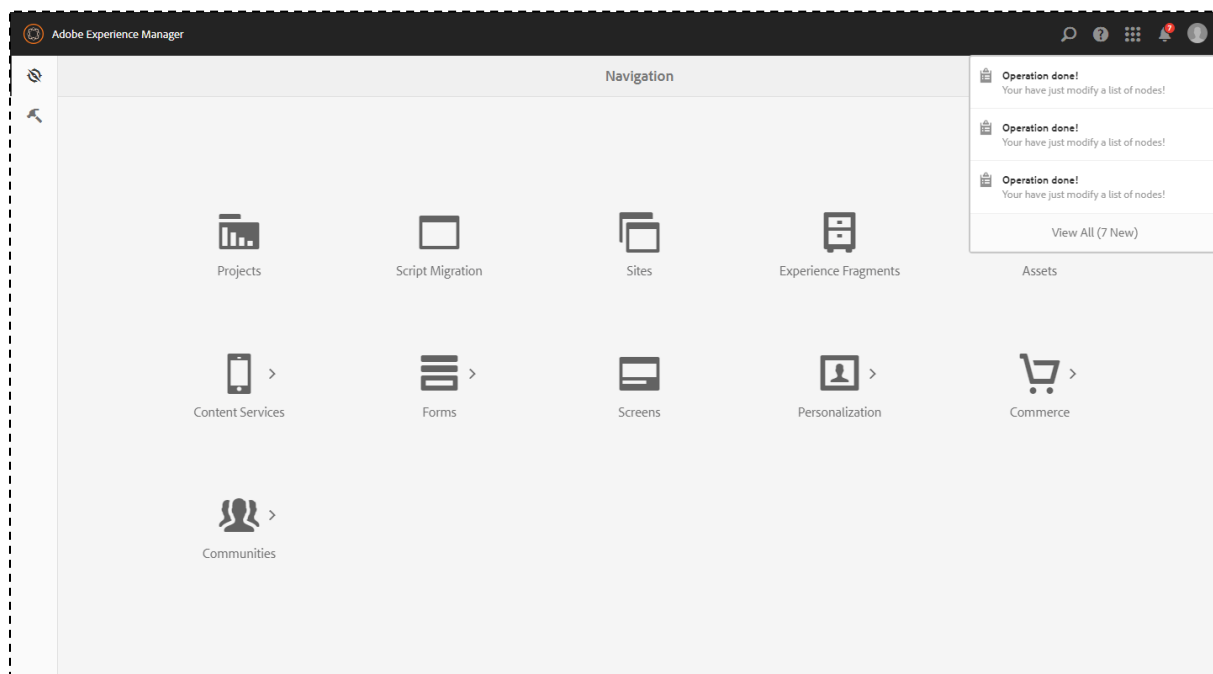 Adobe Experience Manager
?
7
Navigation
Operation done!
Your have just modify a list of nodes!
Operation done!
Your have just modify a list of nodes!
Operation done!
Your have just modify a list of nodes!
View All (7 New)
Projects
Script Migration
Sites
Experience Fragments
Assets
Content Services
Forms
Screens
Personalization
Commerce
Communities